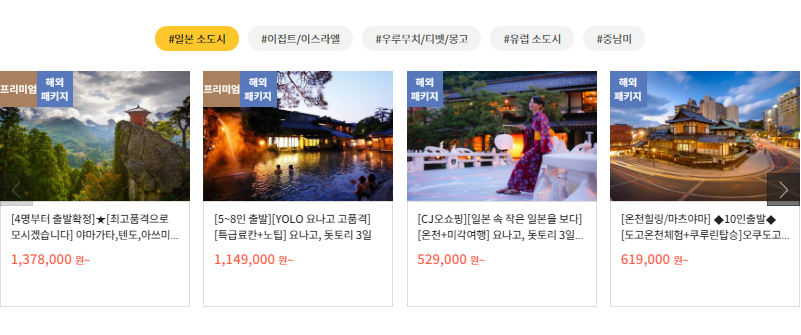 #일본 소도시
#이집트/이스라엘
#우루무치/티벳/몽고
#유럽 소도시
#중남미
프리미엄
해외
패키지
[4명부터 출발확정]★[최고품격으로
모시겠습니다] 야마가타,텐도,아쓰미...
1,378,000 원~
프리미엄
해외
패키지
[5~8인 출발][YOLO 요나고 고품격]
[특급료칸+노팁] 요나고, 돗토리 3일
1,149,000 원~
해외
패키지
[CJ오쇼핑][일본 속 작은 일본을 보다]
[온천+미각여행] 요나고, 돗토리 3일...
529,000 원~
해외
패키지
[온천힐링/마츠야마] ◆10인출발◆
[도고온천체험+쿠루린탑승]오쿠도고...
619,000 원~